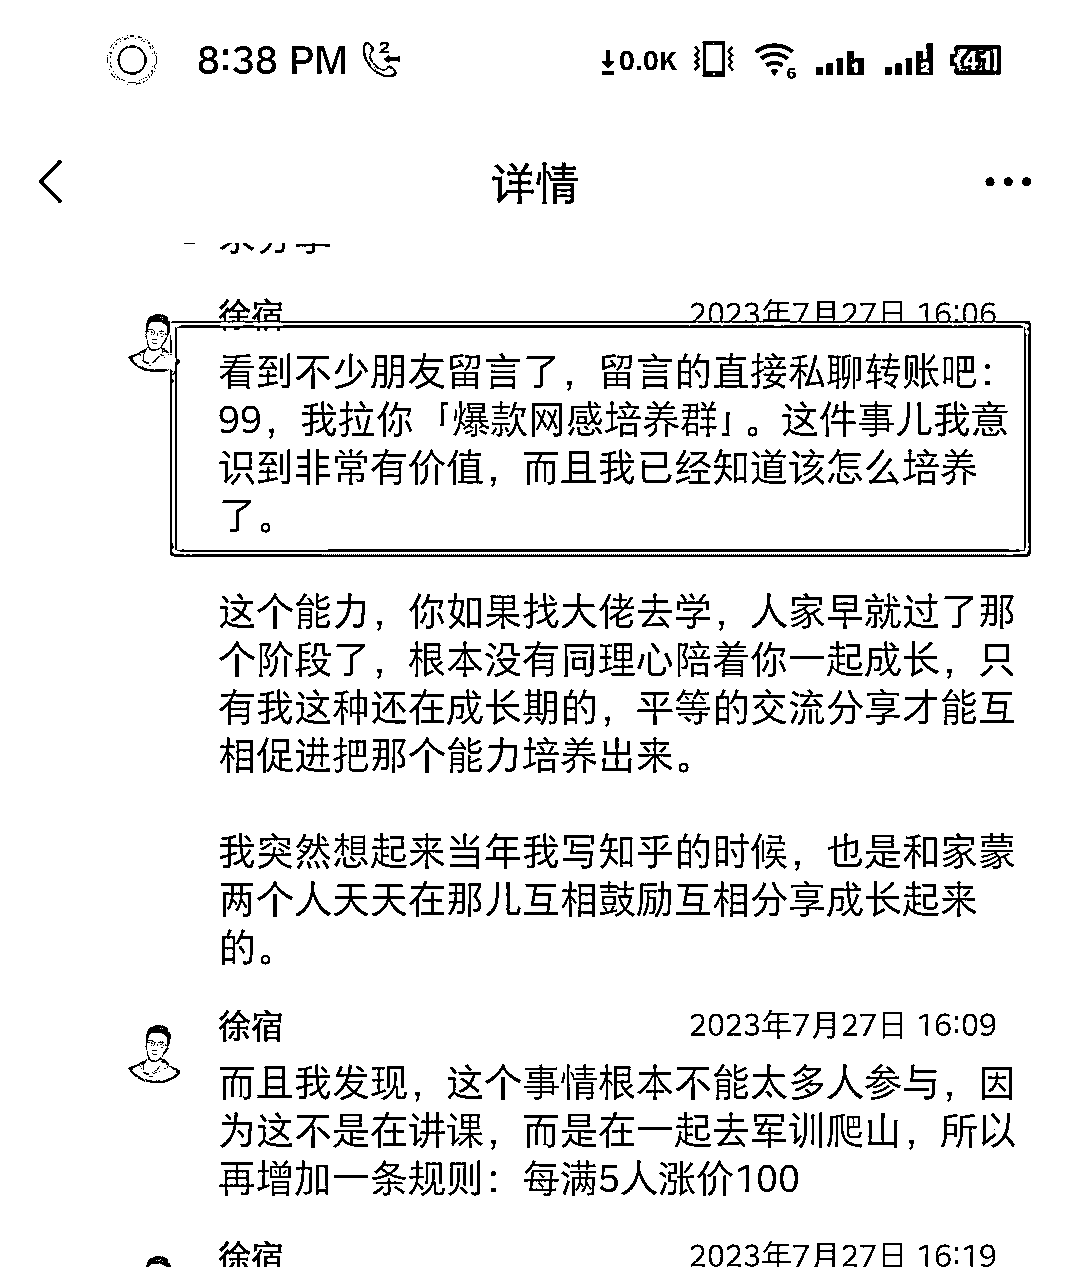 8:38 PM 2 0.0K 6 1 2 41
详情
徐宿 2023年7月27日 16:06
看到不少朋友留言了，留言的直接私聊转账吧：
99，我拉你「爆款网感培养群」。这件事儿我意
识到非常有价值，而且我已经知道该怎么培养
了。
这个能力，你如果找大佬去学，人家早就过了那
个阶段了，根本没有同理心陪着你一起成长，只
有我这种还在成长期的，平等的交流分享才能互
相促进把那个能力培养出来。
我突然想起来当年我写知乎的时候，也是和家蒙
两个人天天在那儿互相鼓励互相分享成长起来
的。
徐宿 2023年7月27日 16:09
而且我发现，这个事情根本不能太多人参与，因
为这不是在讲课，而是在一起去军训爬山，所以
再增加一条规则：每满5人涨价100
徐宿 2023年7月27日 16:19